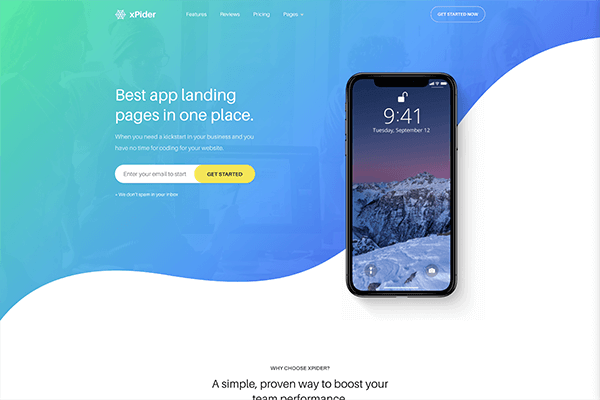 xPider
Features
Reviews
Pricing
Pages
GET STARTED NOW
Best app landing
pages in one place.
When you need a kickstart in your business and you
have no time for coding for your website.
Enter your email to start
GET STARTED
• We don't spam in your inbox
9:41
Tuesday, September 12
WHY CHOOSE XPIDER?
A simple, proven way to boost your
team performance